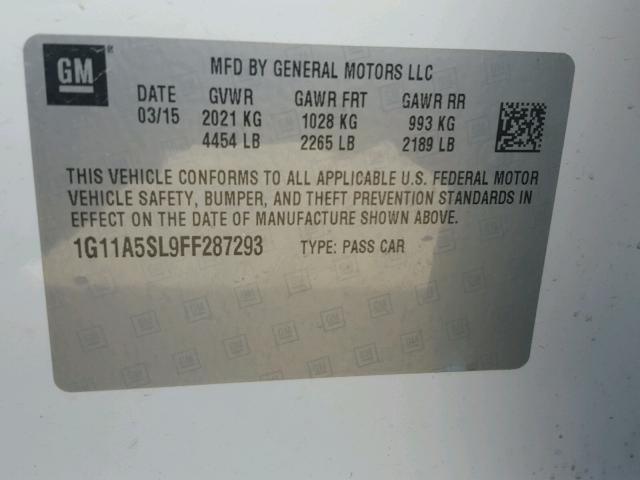 GM ®
MFD BY GENERAL MOTORS LLC
DATE GVWR GAWR FRT GAWR RR
03/15 2021 KG 1028 KG 993 KG
4454 LB 2265 LB 2189 LB
THIS VEHICLE CONFORMS TO ALL APPLICABLE U.S. FEDERAL MOTOR
VEHICLE SAFETY, BUMPER, AND THEFT PREVENTION STANDARDS IN
EFFECT ON THE DATE OF MANUFACTURE SHOWN ABOVE.
1G11A5SL9FF287293 TYPE: PASS CAR